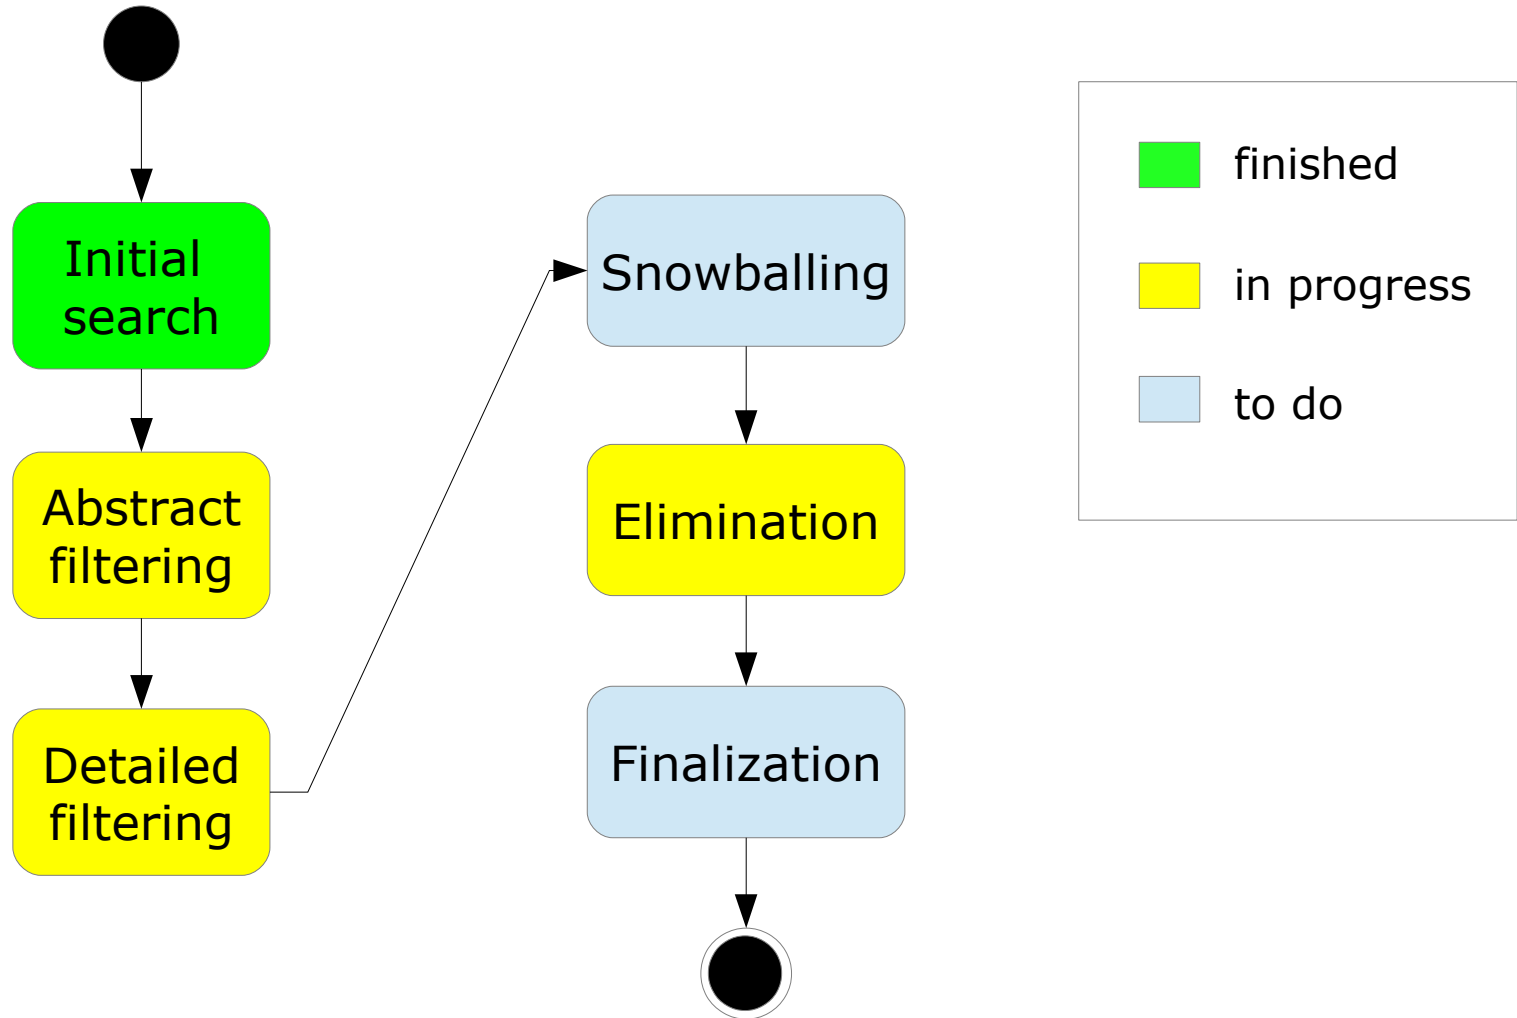 Initial
search
Abstract
filtering
Detailed
filtering
Snowballing
Elimination
Finalization
finished
in progress
to do